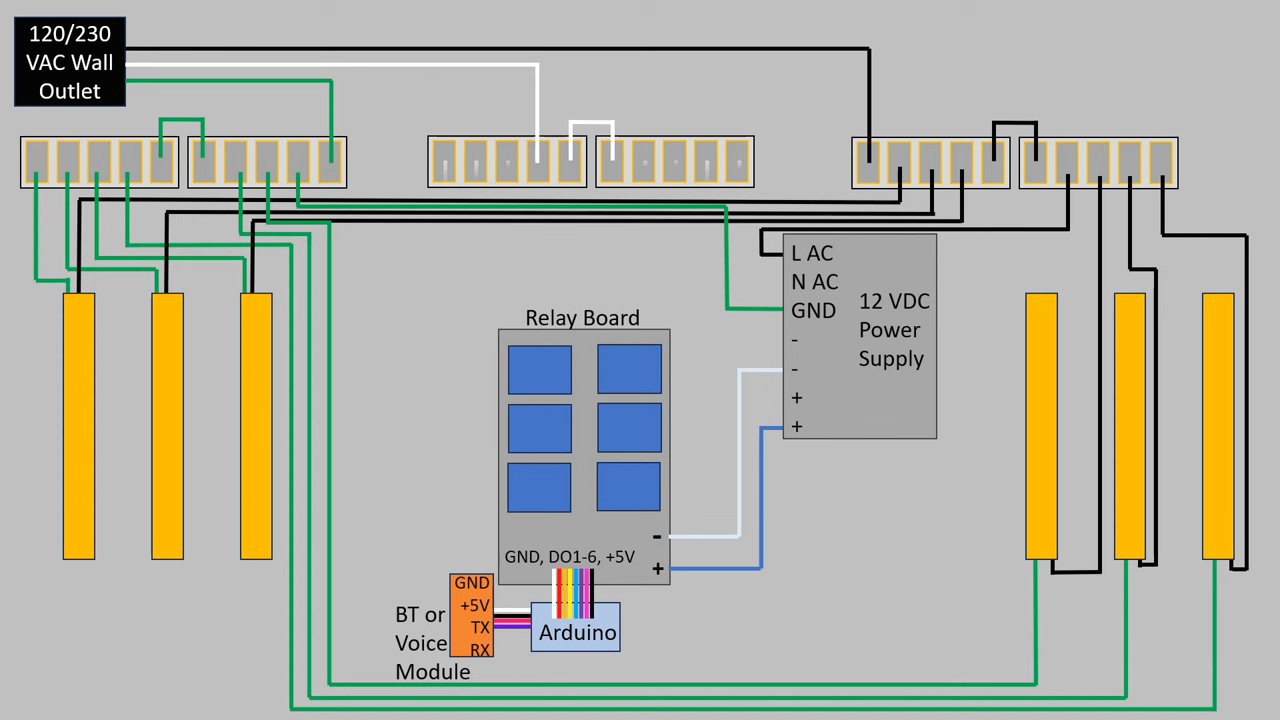 120/230
VAC Wall
Outlet
L AC
N AC
GND
-
-
+
+
12 VDC
Power
Supply
Relay Board
-
GND, DO1-6, +5V
+
GND
+5V
TX
RX
BT or
Voice
Module
Arduino